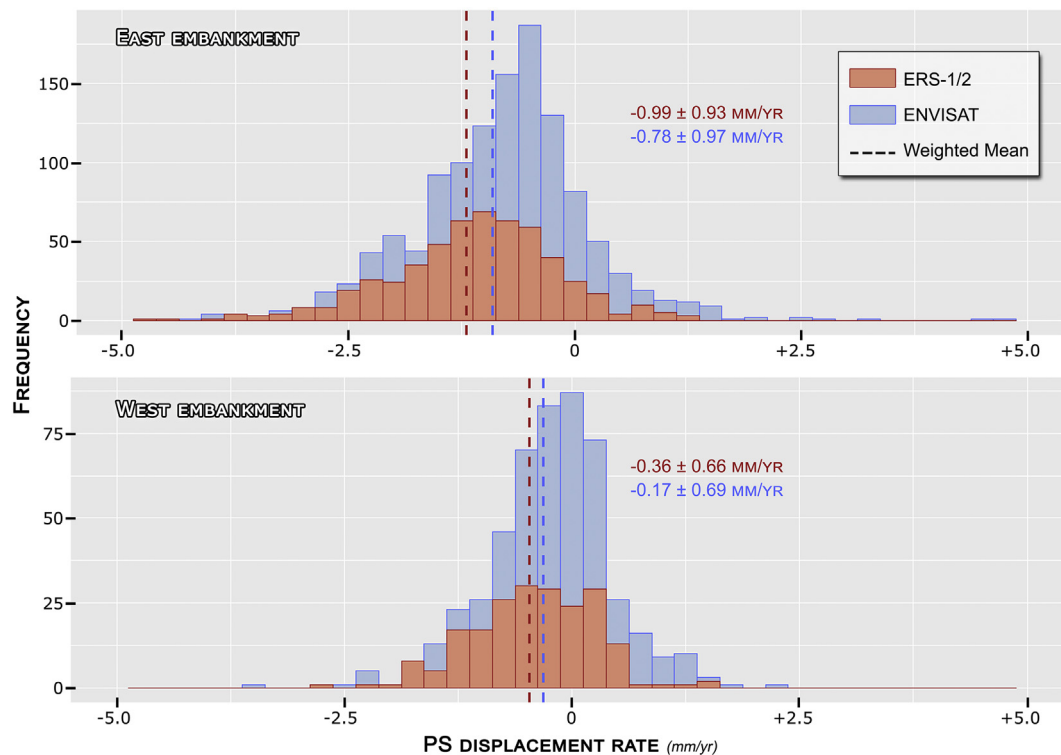 EAST EMBANKMENT
ERS-1/2
ENVISAT
Weighted Mean
-0.99 ± 0.93 MM/YR
-0.78 ± 0.97 MM/YR
150
100
50
0
-5.0 -2.5 0 +2.5 +5.0
FREQUENCY
WEST EMBANKMENT
-0.36 ± 0.66 MM/YR
-0.17 ± 0.69 MM/YR
75
50
25
0
-5.0 -2.5 0 +2.5 +5.0
PS DISPLACEMENT RATE (mm/yr)